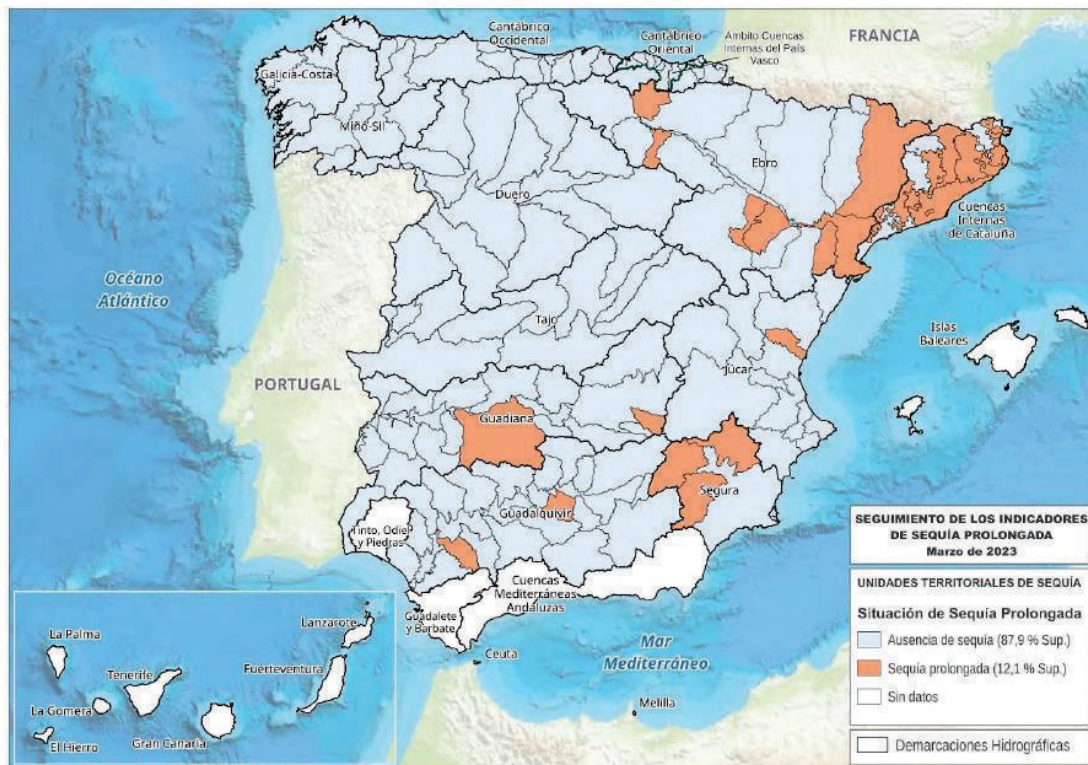 Cantábrico
Occidental
Cantábrico
Oriental
Ámbito Cuencas
Internas del País
Vasco
FRANCIA
Galicia-Costa
Miño-Sil
Ebro
Duero
Cuencas
Internas
de Cataluña
Océano
Atlántico
Tajo
Islas
Baleares
PORTUGAL
Júcar
Guadiana
Segura
Guadalquivir
Tinto, Odiel
y Piedras
Cuencas
Mediterráneas
Andaluzas
Guadalete
y Barbate
Ceuta
Mar
Mediterráneo
Melilla
La Palma
Lanzarote
Tenerife
Fuerteventura
La Gomera
El Hierro
Gran Canaria
SEGUIMIENTO DE LOS INDICADORES
DE SEQUÍA PROLONGADA
Marzo de 2023
UNIDADES TERRITORIALES DE SEQUÍA
Situación de Sequía Prolongada
Ausencia de sequía (87,9 % Sup.)
Sequía prolongada (12,1 % Sup.)
Sin datos
Demarcaciones Hidrográficas